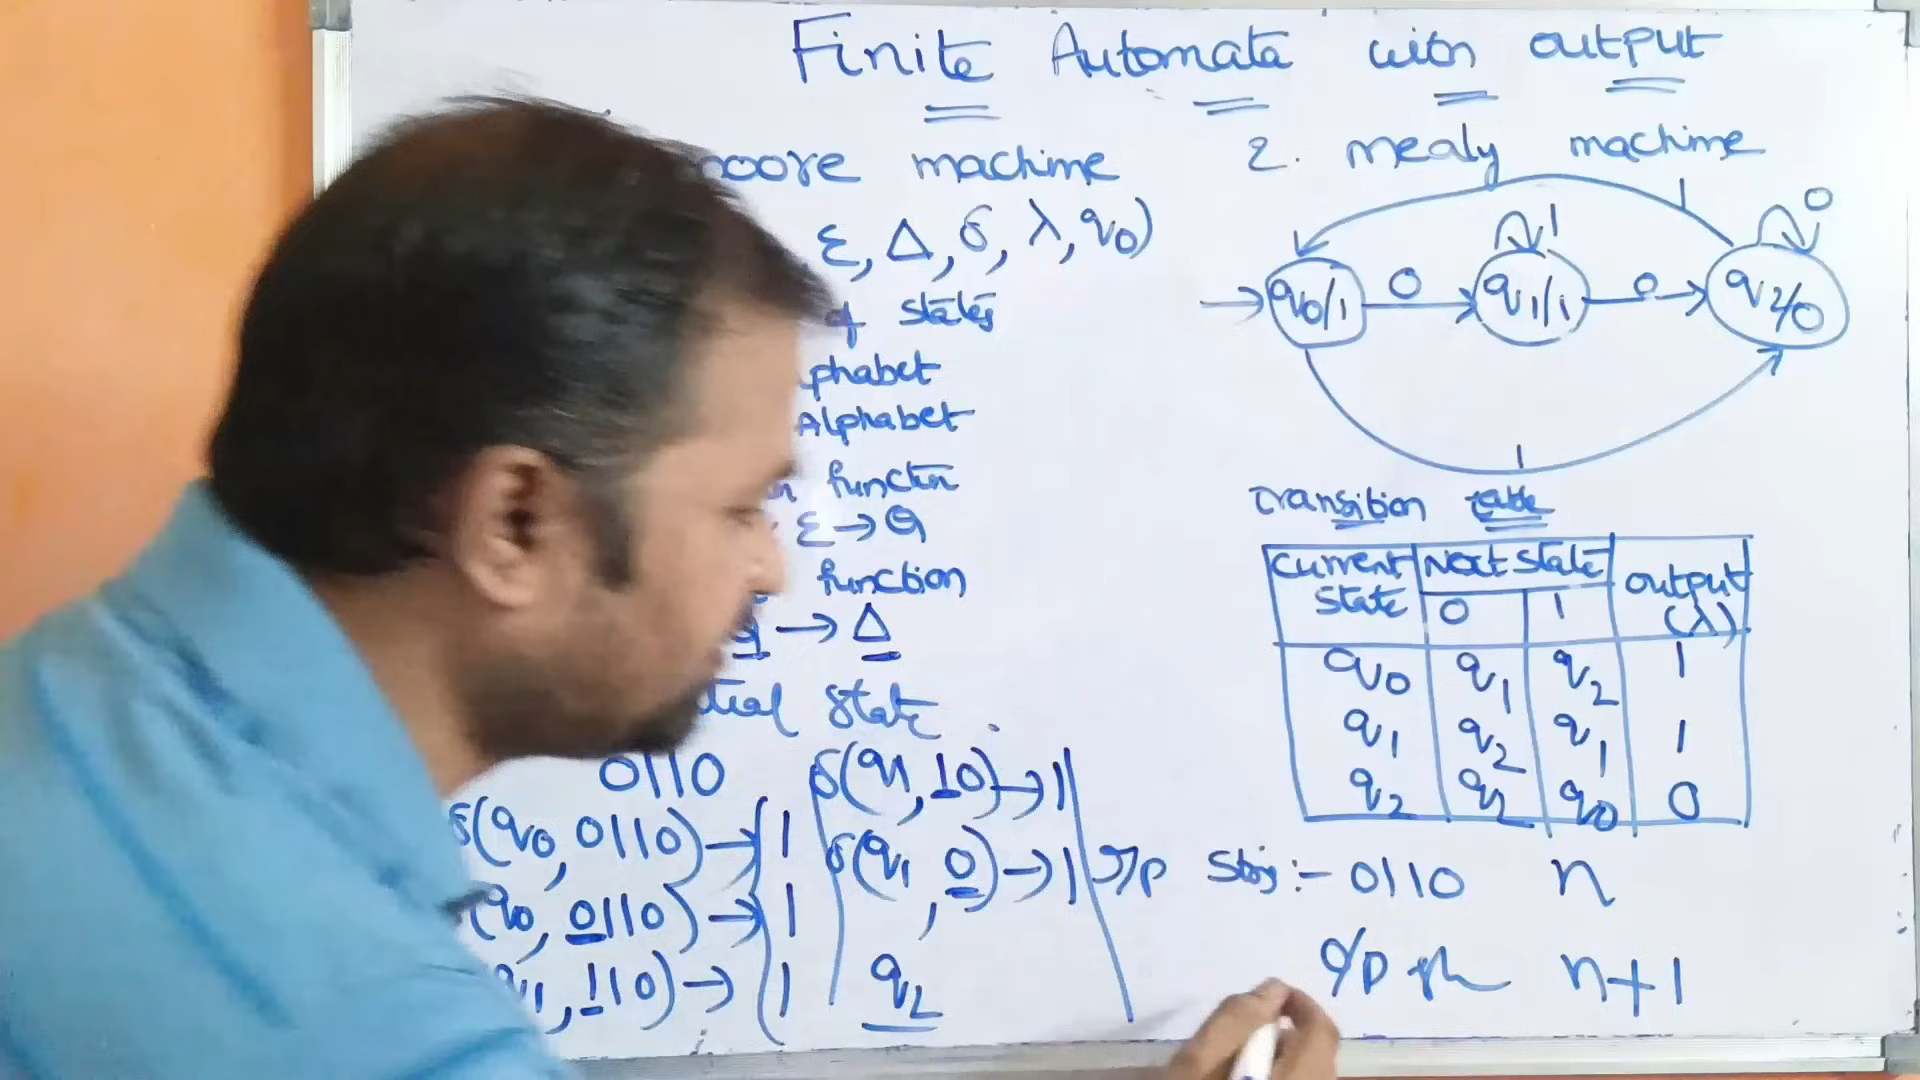 Finite Automata with output
moore machine
2. mealy machine
Σ, Δ, δ, λ, q0)
of states
Alphabet
function
Σ → Q
function
→ Δ
state
0110
δ(q0, 0110) → 1
(q0, 0110) → 1
q1, 110) → 1
δ(q1, 10) → 1
δ(q1, 0) → 1
q2
1
0
1
q0/1 0 q1/1 0 q2/0
1
Transition table
Current state Next state output (λ)
0 1
q0 q1 q2 1
q1 q2 q1 1
q2 q2 q0 0
:- 0110 n
O/P n+1